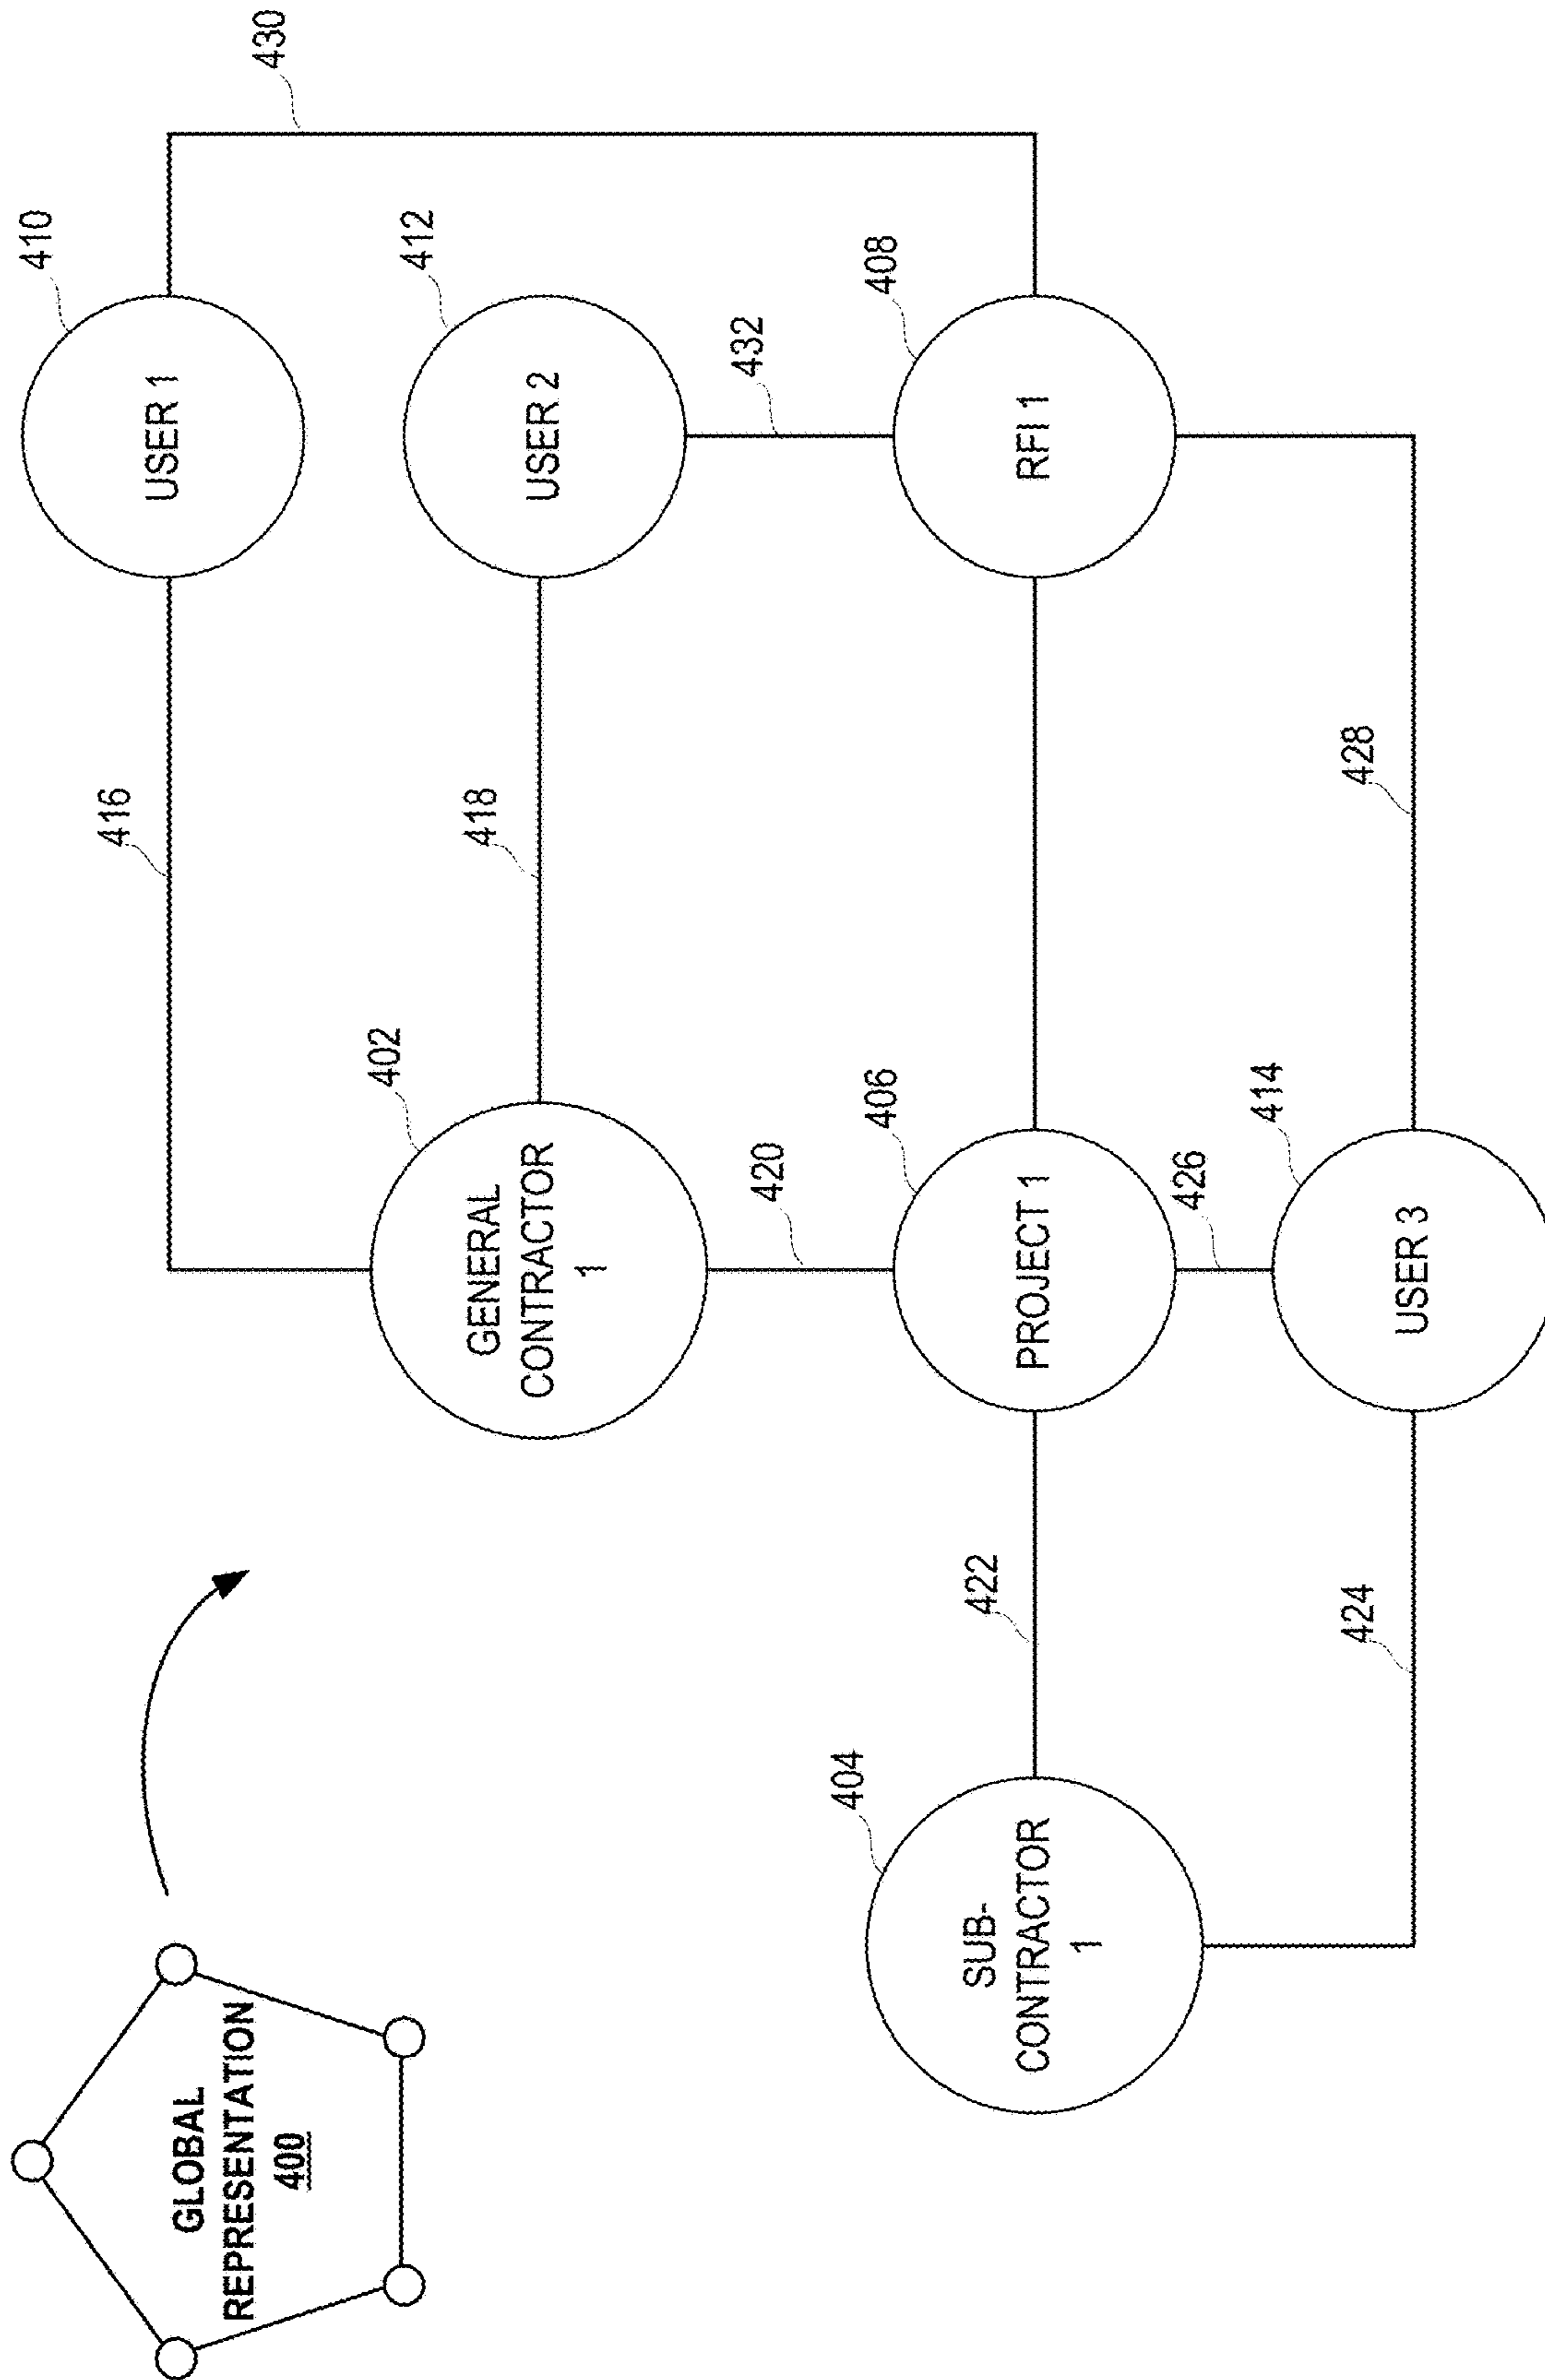 GLOBAL
REPRESENTATION
400
416
410
USER 1
430
402
GENERAL
CONTRACTOR
1
418
412
USER 2
420
432
404
SUB-
CONTRACTOR
1
422
406
PROJECT 1
408
RFI 1
426
424
414
USER 3
428